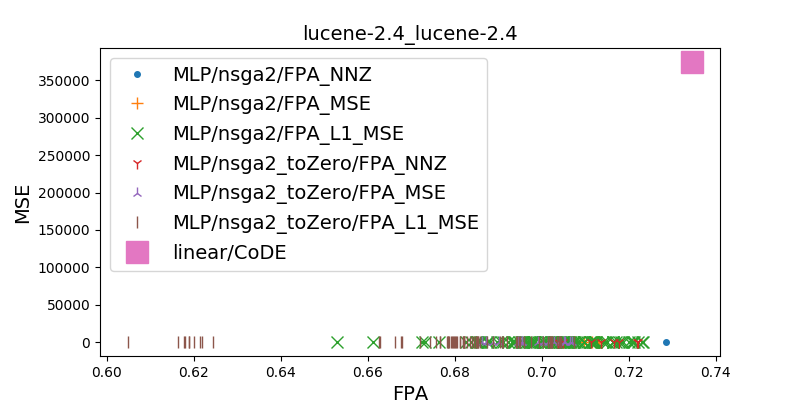 lucene-2.4_lucene-2.4
MLP/nsga2/FPA_NNZ
MLP/nsga2/FPA_MSE
MLP/nsga2/FPA_L1_MSE
MLP/nsga2_toZero/FPA_NNZ
MLP/nsga2_toZero/FPA_MSE
MLP/nsga2_toZero/FPA_L1_MSE
linear/CoDE
MSE
350000
300000
250000
200000
150000
100000
50000
0
0.60 0.62 0.64 0.66 0.68 0.70 0.72 0.74
FPA